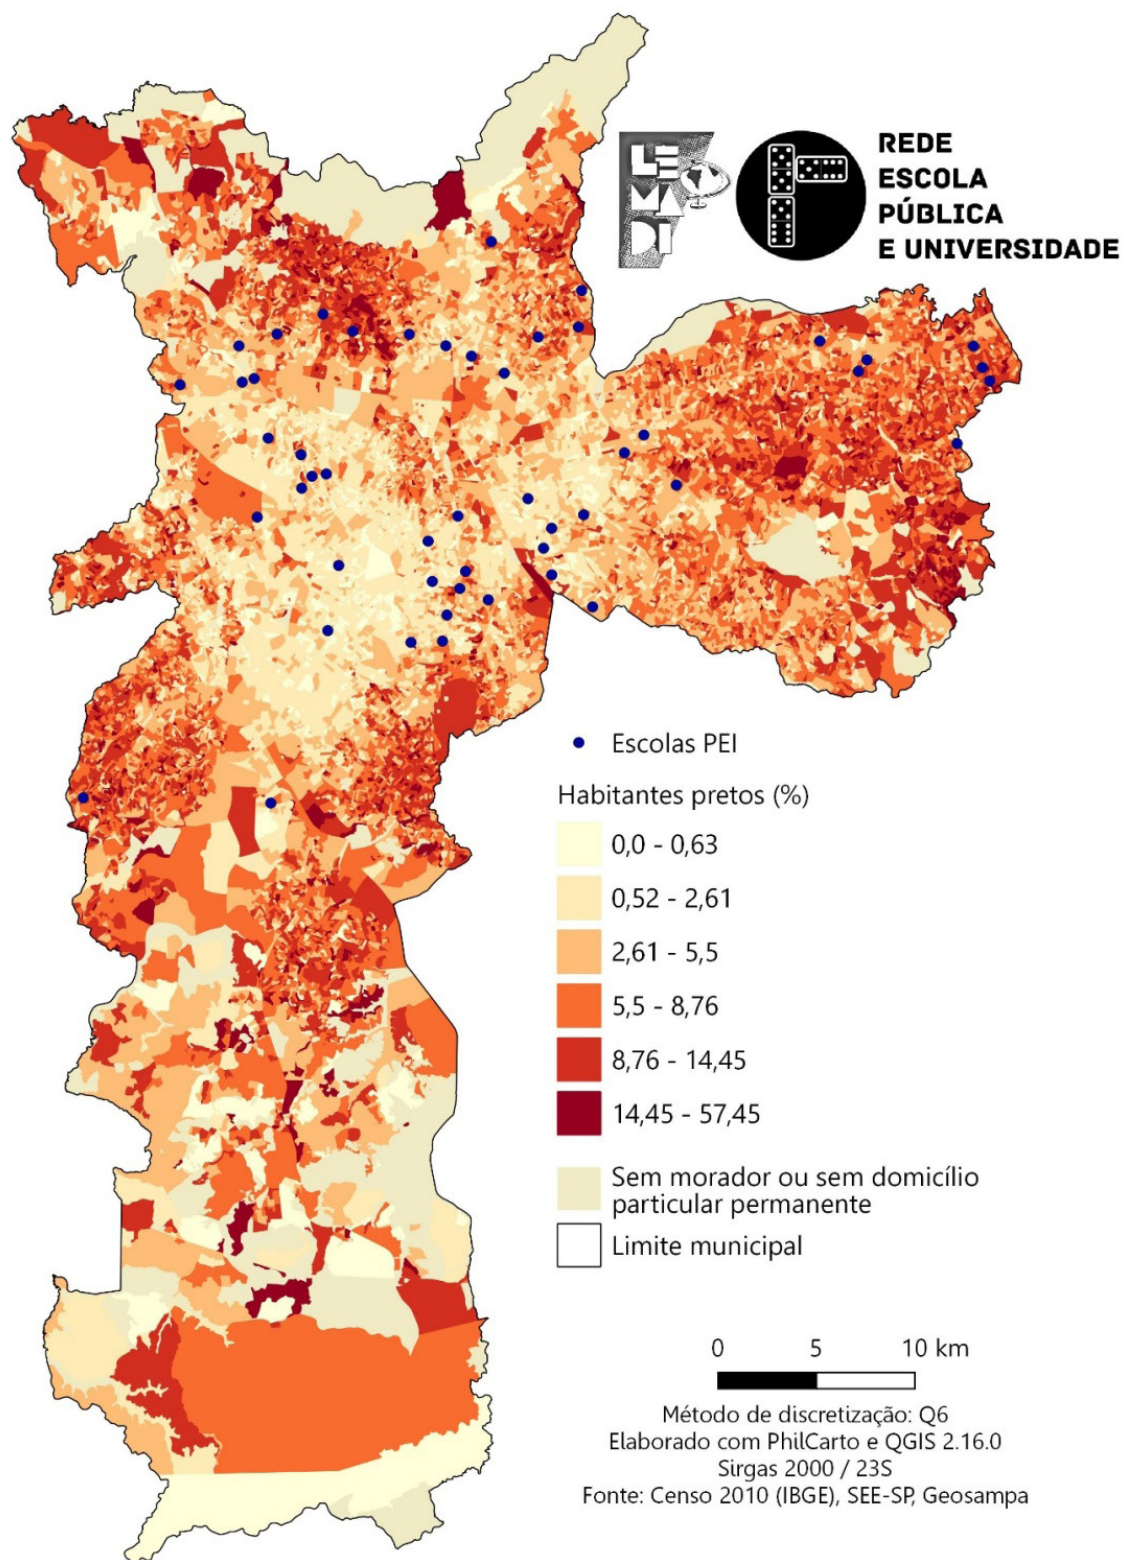 LE
MA
DI
REDE
ESCOLA
PÚBLICA
E UNIVERSIDADE
Escolas PEI
Habitantes pretos (%)
0,0 - 0,63
0,52 - 2,61
2,61 - 5,5
5,5 - 8,76
8,76 - 14,45
14,45 - 57,45
Sem morador ou sem domicílio
particular permanente
Limite municipal
0 5 10 km
Método de discretização: Q6
Elaborado com PhilCarto e QGIS 2.16.0
Sirgas 2000 / 23S
Fonte: Censo 2010 (IBGE), SEE-SP, Geosampa